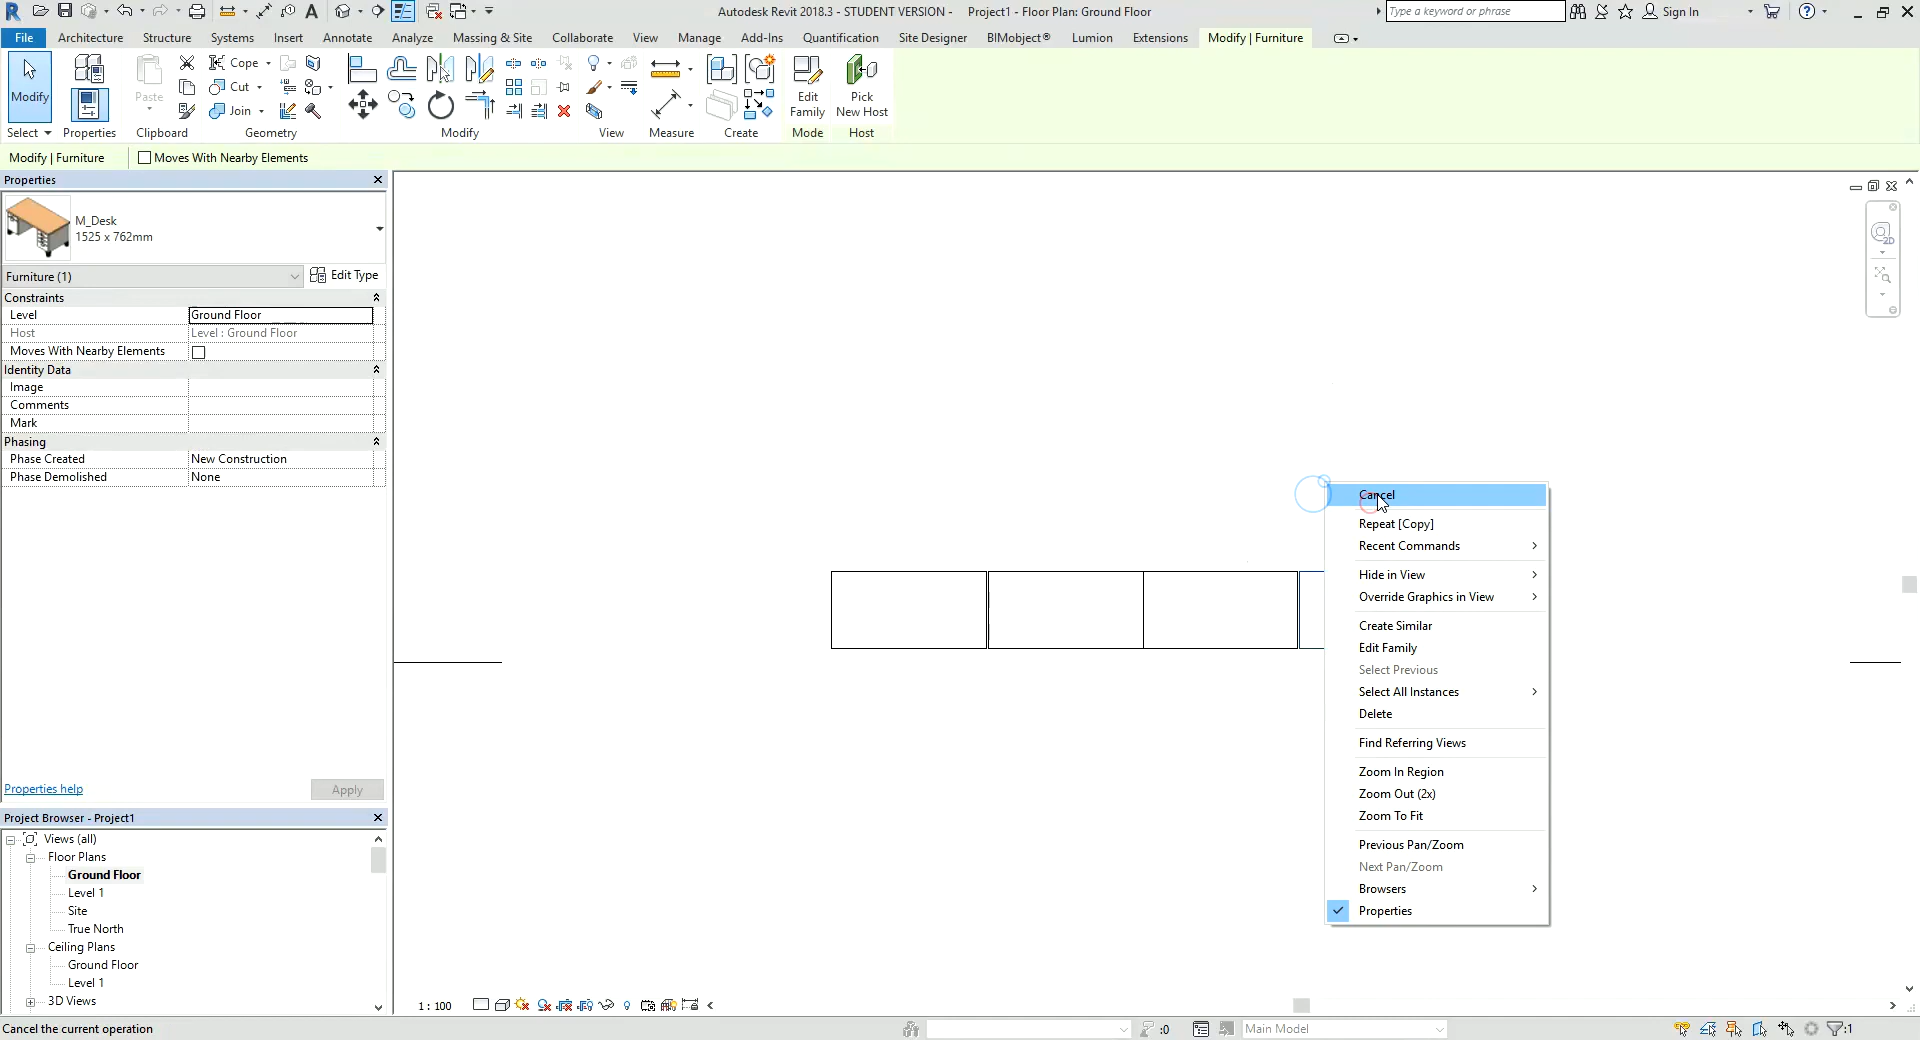 Autodesk Revit 2018.3 - STUDENT VERSION - Project1 - Floor Plan: Ground Floor
Type a keyword or phrase
Sign In
File Architecture Structure Systems Insert Annotate Analyze Massing & Site Collaborate View Manage Add-Ins Quantification Site Designer BIMobject® Lumion Extensions Modify | Furniture
Modify
Paste
Cope
Cut
Join
Edit
Family
Pick
New Host
Select Properties Clipboard Geometry Modify View Measure Create Mode Host
Modify | Furniture
Moves With Nearby Elements
Properties
M_Desk
1525 x 762mm
Furniture (1)
Edit Type
Constraints
Level Ground Floor
Host Level : Ground Floor
Moves With Nearby Elements
Identity Data
Image
Comments
Mark
Phasing
Phase Created New Construction
Phase Demolished None
Properties help
Apply
Project Browser - Project1
Views (all)
Floor Plans
Ground Floor
Level 1
Site
True North
Ceiling Plans
Ground Floor
Level 1
3D Views
2D
Cancel
Repeat [Copy]
Recent Commands
Hide in View
Override Graphics in View
Create Similar
Edit Family
Select Previous
Select All Instances
Delete
Find Referring Views
Zoom In Region
Zoom Out (2x)
Zoom To Fit
Previous Pan/Zoom
Next Pan/Zoom
Browsers
Properties
1 : 100
Cancel the current operation
:0
Main Model
:1